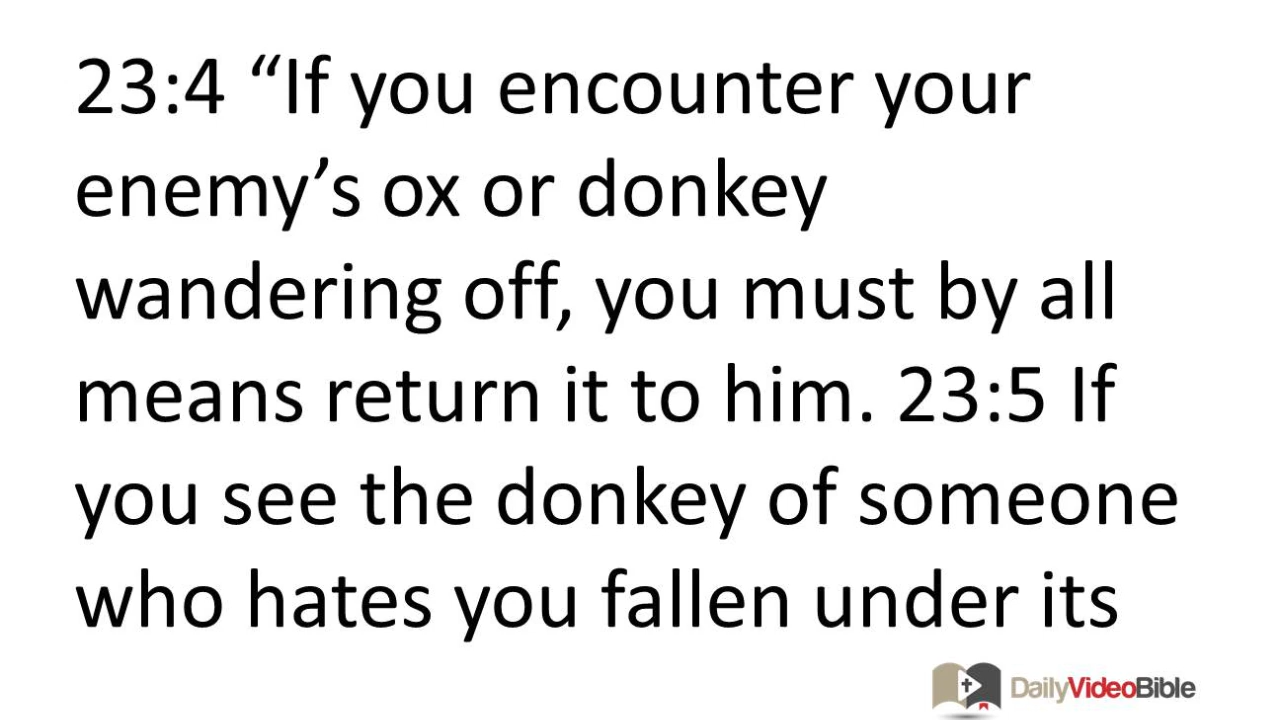 23:4 “If you encounter your
enemy’s ox or donkey
wandering off, you must by all
means return it to him. 23:5 If
you see the donkey of someone
who hates you fallen under its
DailyVideoBible